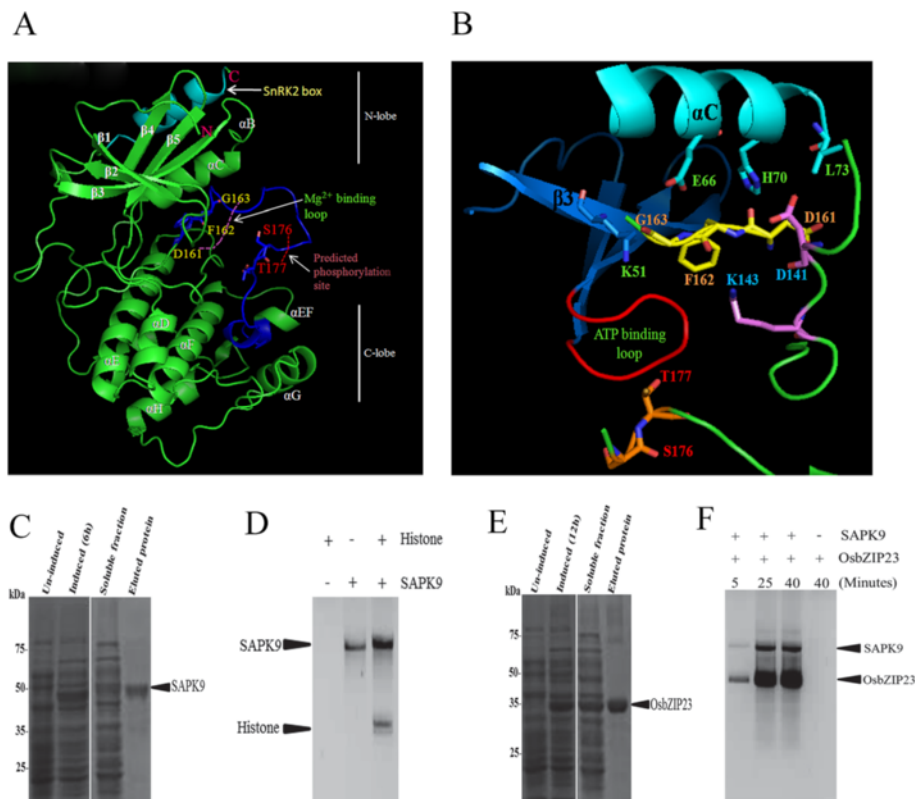 A
C
SnRK2 box
N-lobe
N
αB
β4
β1
β5
β2
αC
β3
G163
Mg2+ binding
loop
F162
D161
S176
T177
Predicted
phosphorylation
site
αEF
αD
αF
αE
C-lobe
αG
αH
B
αC
E66
H70
L73
β3
G163
D161
K51
F162
K143
D141
ATP binding
loop
T177
S176
C
Un-induced
Induced (6h)
Soluble fraction
Eluted protein
kDa
75
50
35
25
SAPK9
D
+ - + Histone
- + + SAPK9
SAPK9
Histone
E
Un-induced
Induced (12h)
Soluble fraction
Eluted protein
kDa
75
50
35
25
OsbZIP23
F
+ + + - SAPK9
+ + + + OsbZIP23
5 25 40 40 (Minutes)
SAPK9
OsbZIP23